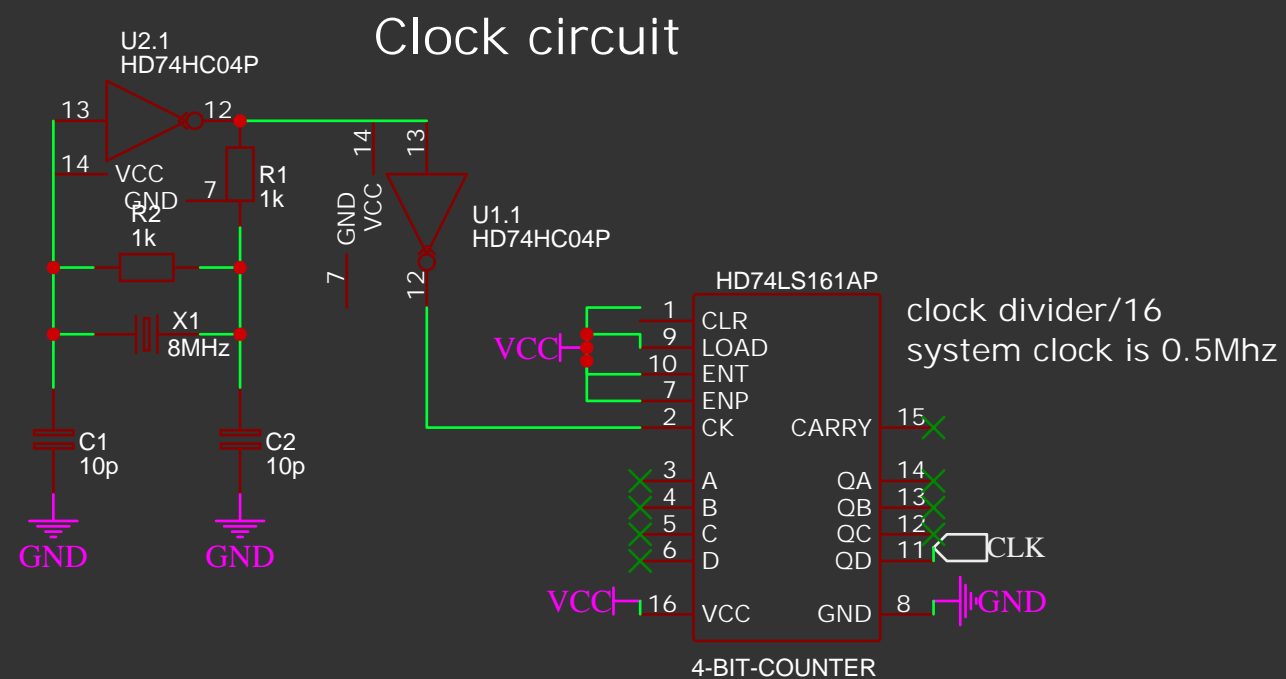 Clock circuit
U2.1
HD74HC04P
13
12
14
VCC
GND
7
R1
1k
R2
1k
X1
8MHz
C1
10p
C2
10p
GND
GND
14
13
VCC
GND
7
12
U1.1
HD74HC04P
HD74LS161AP
clock divider/16
system clock is 0.5Mhz
VCC
1
CLR
9
LOAD
10
ENT
7
ENP
2
CK
CARRY
15
3
A
QA
14
4
B
QB
13
5
C
QC
12
6
D
QD
11
CLK
VCC
16
VCC
GND
8
GND
4-BIT-COUNTER